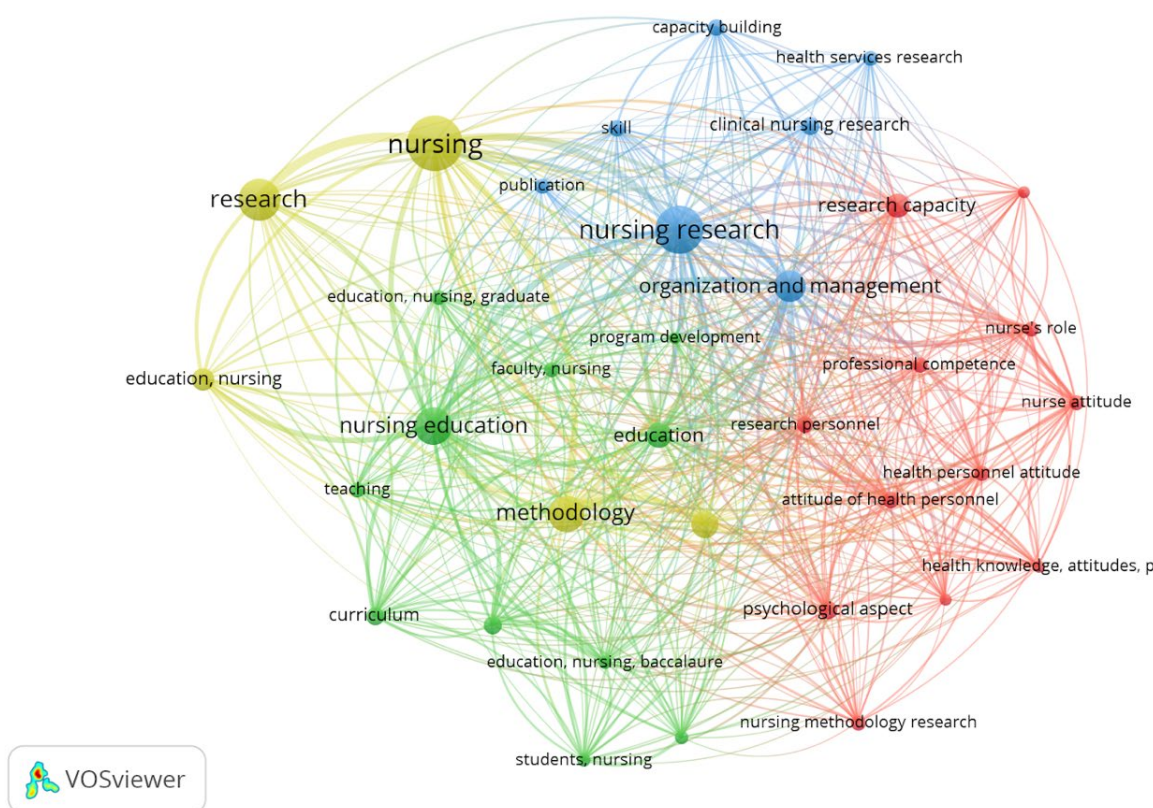 capacity building
health services research
skill
clinical nursing research
nursing
publication
research
research capacity
nursing research
organization and management
education, nursing, graduate
nurse's role
program development
professional competence
faculty, nursing
education, nursing
nurse attitude
nursing education
research personnel
education
health personnel attitude
teaching
attitude of health personnel
methodology
health knowledge, attitudes, p
psychological aspect
curriculum
education, nursing, baccalaure
nursing methodology research
students, nursing
VOSviewer